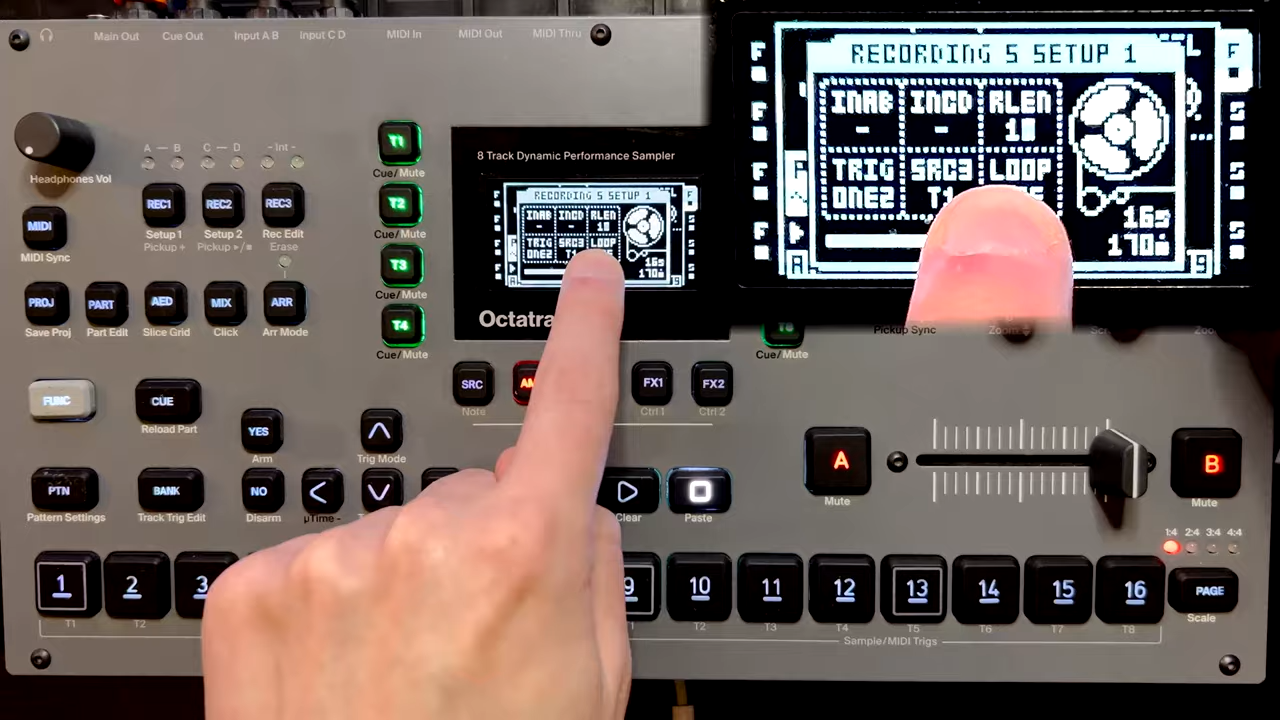 Main Out Cue Out Input A B Input C D MIDI In MIDI Out MIDI Thru
RECORDING 5 SETUP 1
INAB INCD RLEN
- - 16
TRIG SRC3 LOOP
ONE2
16s
170m
A 19
Headphones Vol
A — B C — D - Int -
REC1 REC2 REC3
Setup 1 Setup 2 Rec Edit
Pickup + Pickup ▸/■ Erase
MIDI
MIDI Sync
PROJ PART AED MIX ARR
Save Proj Part Edit Slice Grid Click Arr Mode
T1
Cue/Mute
T2
Cue/Mute
T3
Cue/Mute
T4
Cue/Mute
8 Track Dynamic Performance Sampler
RECORDING 5 SETUP 1
INAB INCD RLEN
- - 16
TRIG SRC3 LOOP
ONE2
16s
170m
Octatra
Pickup Sync Zoom
Cue/Mute
SRC FX1 FX2
Note Ctrl 1 Ctrl 2
FUNC CUE
Reload Part
YES
Arm Trig Mode
PTN BANK NO
Pattern Settings Track Trig Edit Disarm µTime - Clear Paste
A B
Mute Mute
1:4 2:4 3:4 4:4
PAGE
Scale
1 2 3 9 10 11 12 13 14 15 16
T1 T2 T2 T3 T4 T5 T6 T7 T8
Sample/MIDI Trigs